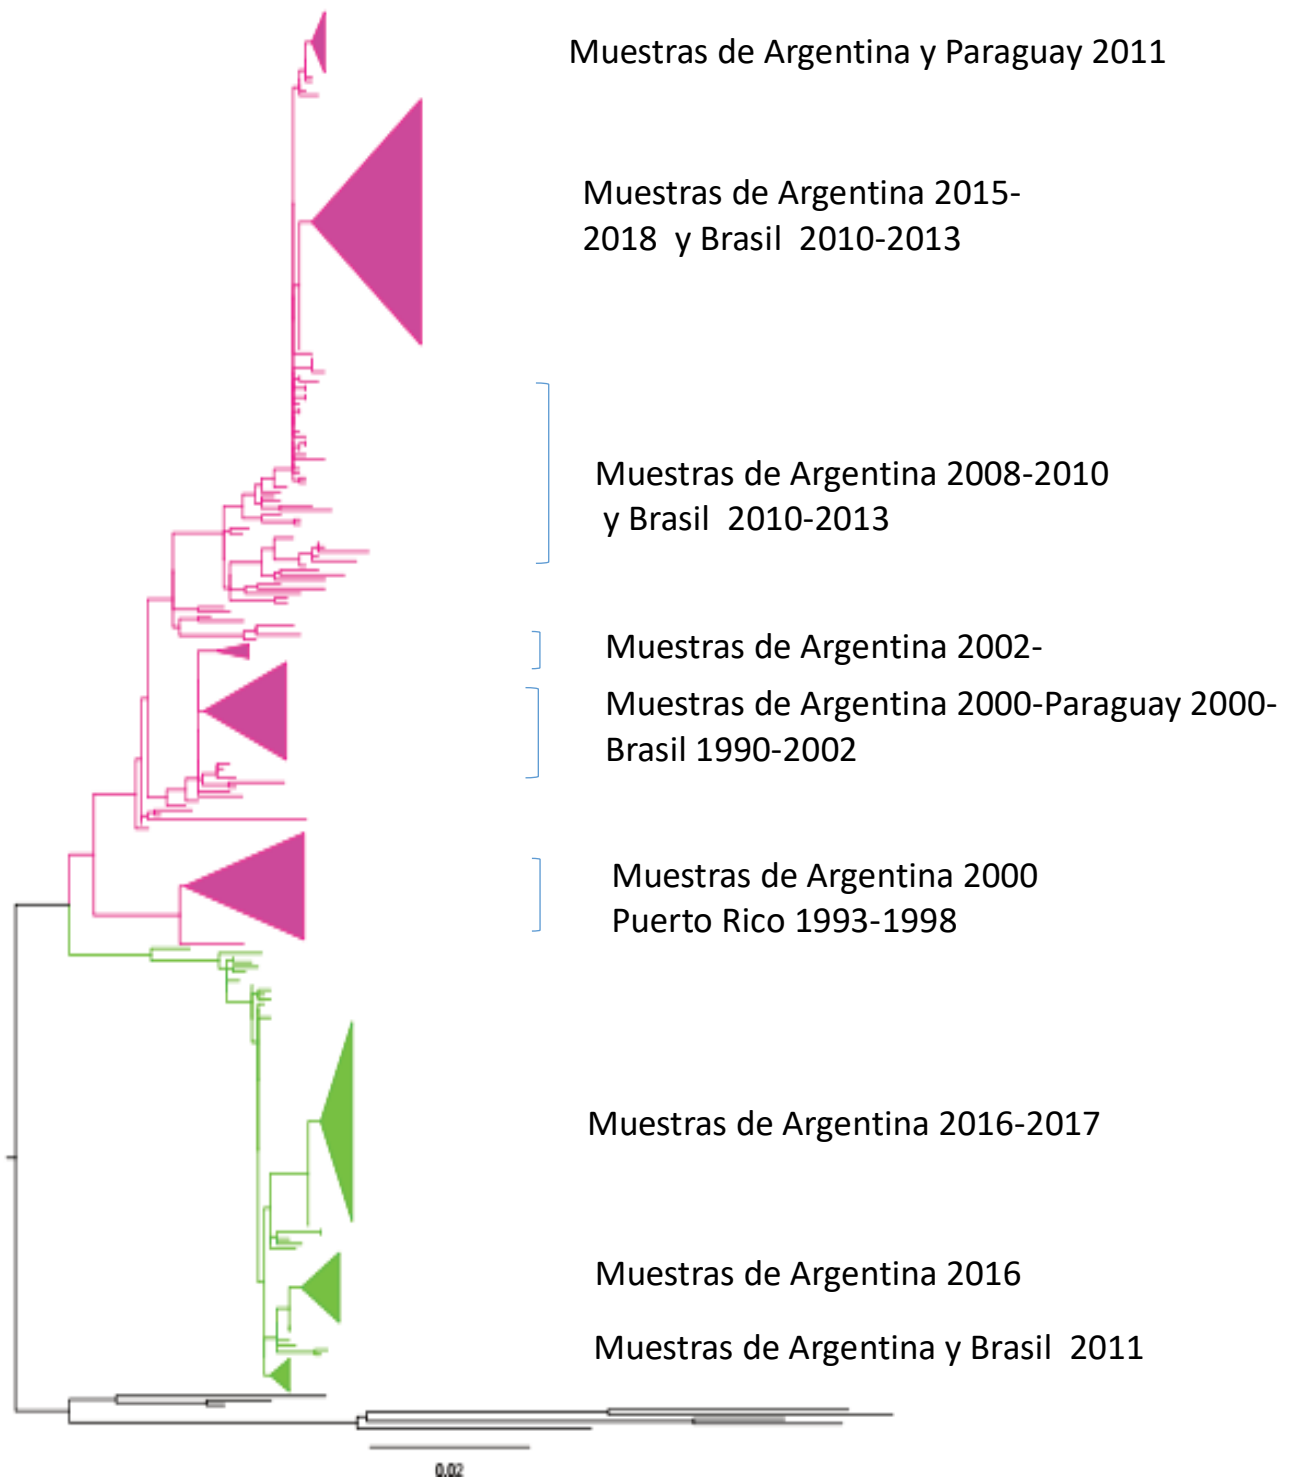 Muestras de Argentina y Paraguay 2011
Muestras de Argentina 2015-
2018 y Brasil 2010-2013
Muestras de Argentina 2008-2010
y Brasil 2010-2013
Muestras de Argentina 2002-
Muestras de Argentina 2000-Paraguay 2000-
Brasil 1990-2002
Muestras de Argentina 2000
Puerto Rico 1993-1998
Muestras de Argentina 2016-2017
Muestras de Argentina 2016
Muestras de Argentina y Brasil 2011
0.02